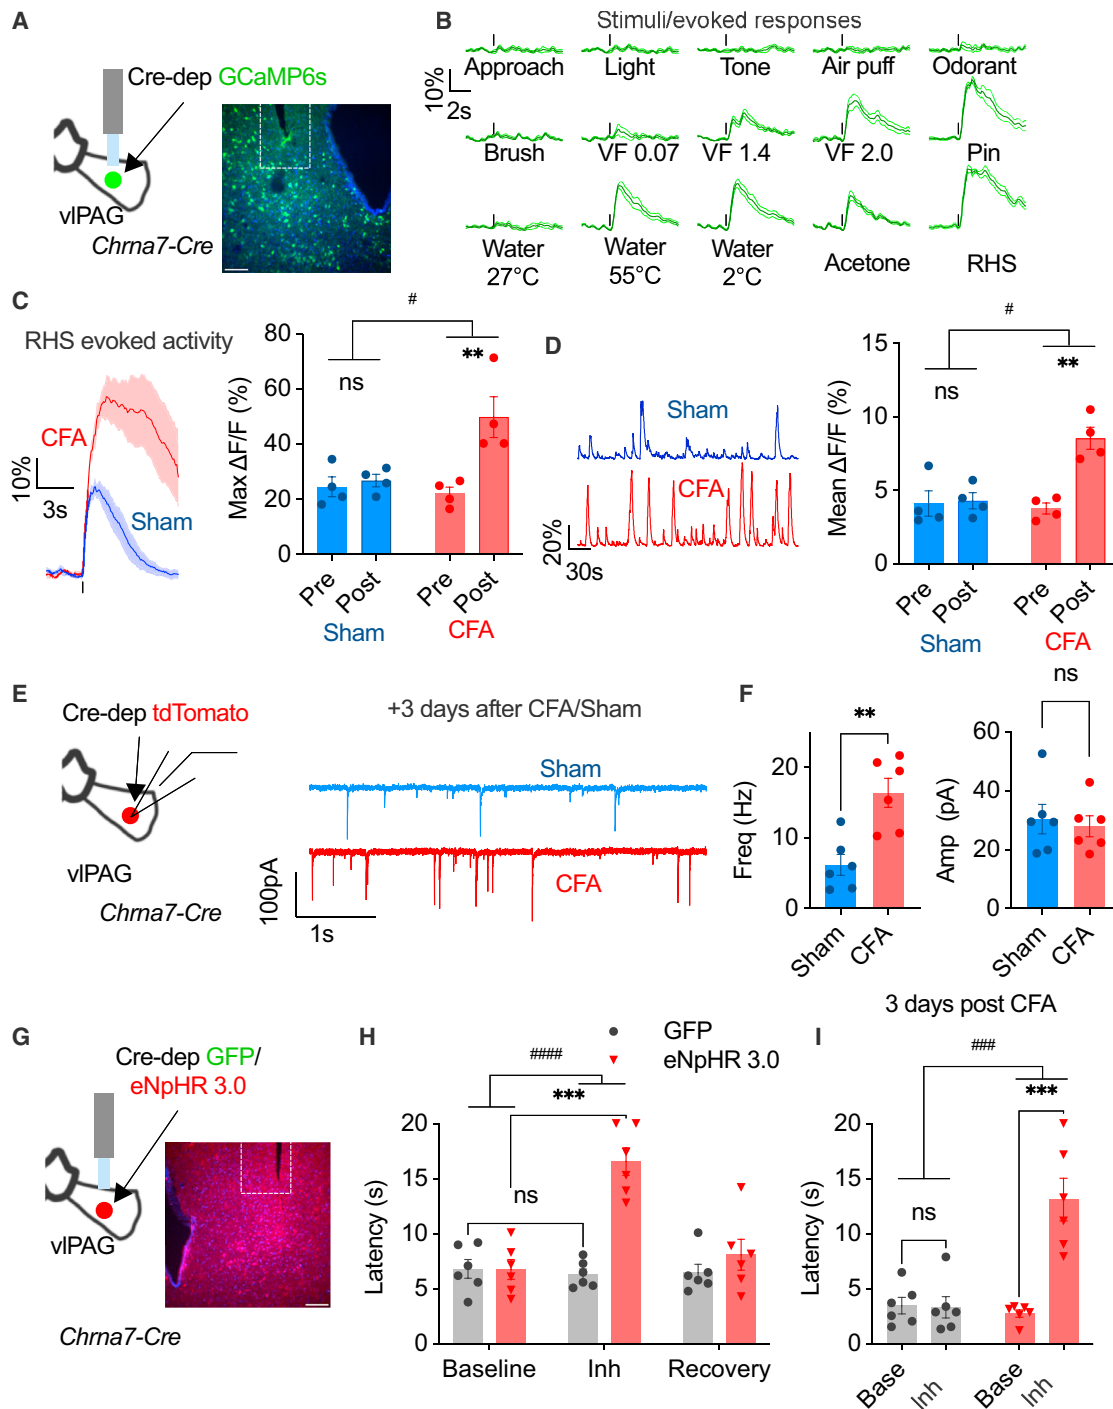 A
Cre-dep GCaMP6s
vlPAG
Chrna7-Cre
B
Stimuli/evoked responses
Approach Light Tone Air puff Odorant
10%
2s
Brush VF 0.07 VF 1.4 VF 2.0 Pin
Water 27°C Water 55°C Water 2°C Acetone RHS
C
RHS evoked activity
CFA
10%
3s
Sham
Max ΔF/F (%)
80
60
40
20
0
#
ns
**
Pre Post Pre Post
Sham CFA
D
Sham
CFA
20%
30s
Mean ΔF/F (%)
15
10
5
0
#
ns
**
Pre Post Pre Post
Sham CFA
E
Cre-dep tdTomato
vlPAG
Chrna7-Cre
+3 days after CFA/Sham
Sham
CFA
100pA
1s
F
**
Freq (Hz)
20
10
0
Sham CFA
ns
Amp (pA)
60
40
20
0
Sham CFA
G
Cre-dep GFP/
eNpHR 3.0
vlPAG
Chrna7-Cre
H
GFP
eNpHR 3.0
####
***
ns
Latency (s)
20
15
10
5
0
Baseline Inh Recovery
I
3 days post CFA
###
***
ns
Latency (s)
20
15
10
5
0
Base Inh Base Inh